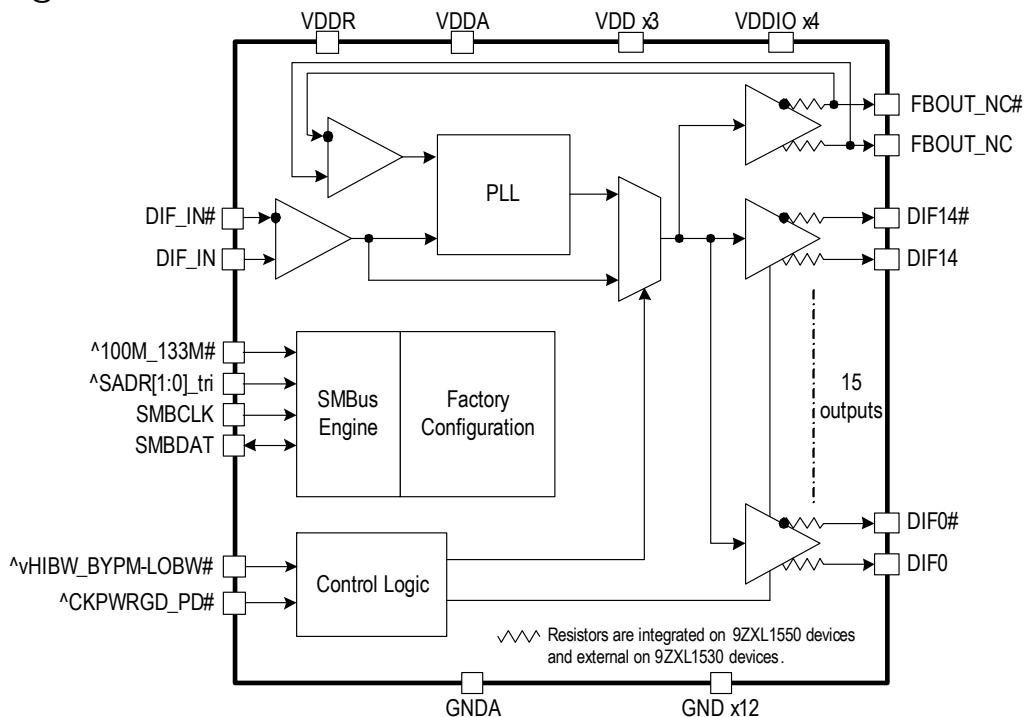 VDDR
VDDA
VDD x3
VDDIO x4
FBOUT_NC#
FBOUT_NC
PLL
DIF_IN#
DIF_IN
DIF14#
DIF14
^100M_133M#
^SADR[1:0]_tri
SMBCLK
SMBDAT
SMBus
Engine
Factory
Configuration
15
outputs
DIF0#
DIF0
^vHIBW_BYPM-LOBW#
^CKPWRGD_PD#
Control Logic
Resistors are integrated on 9ZXL1550 devices
and external on 9ZXL1530 devices.
GNDA
GND x12